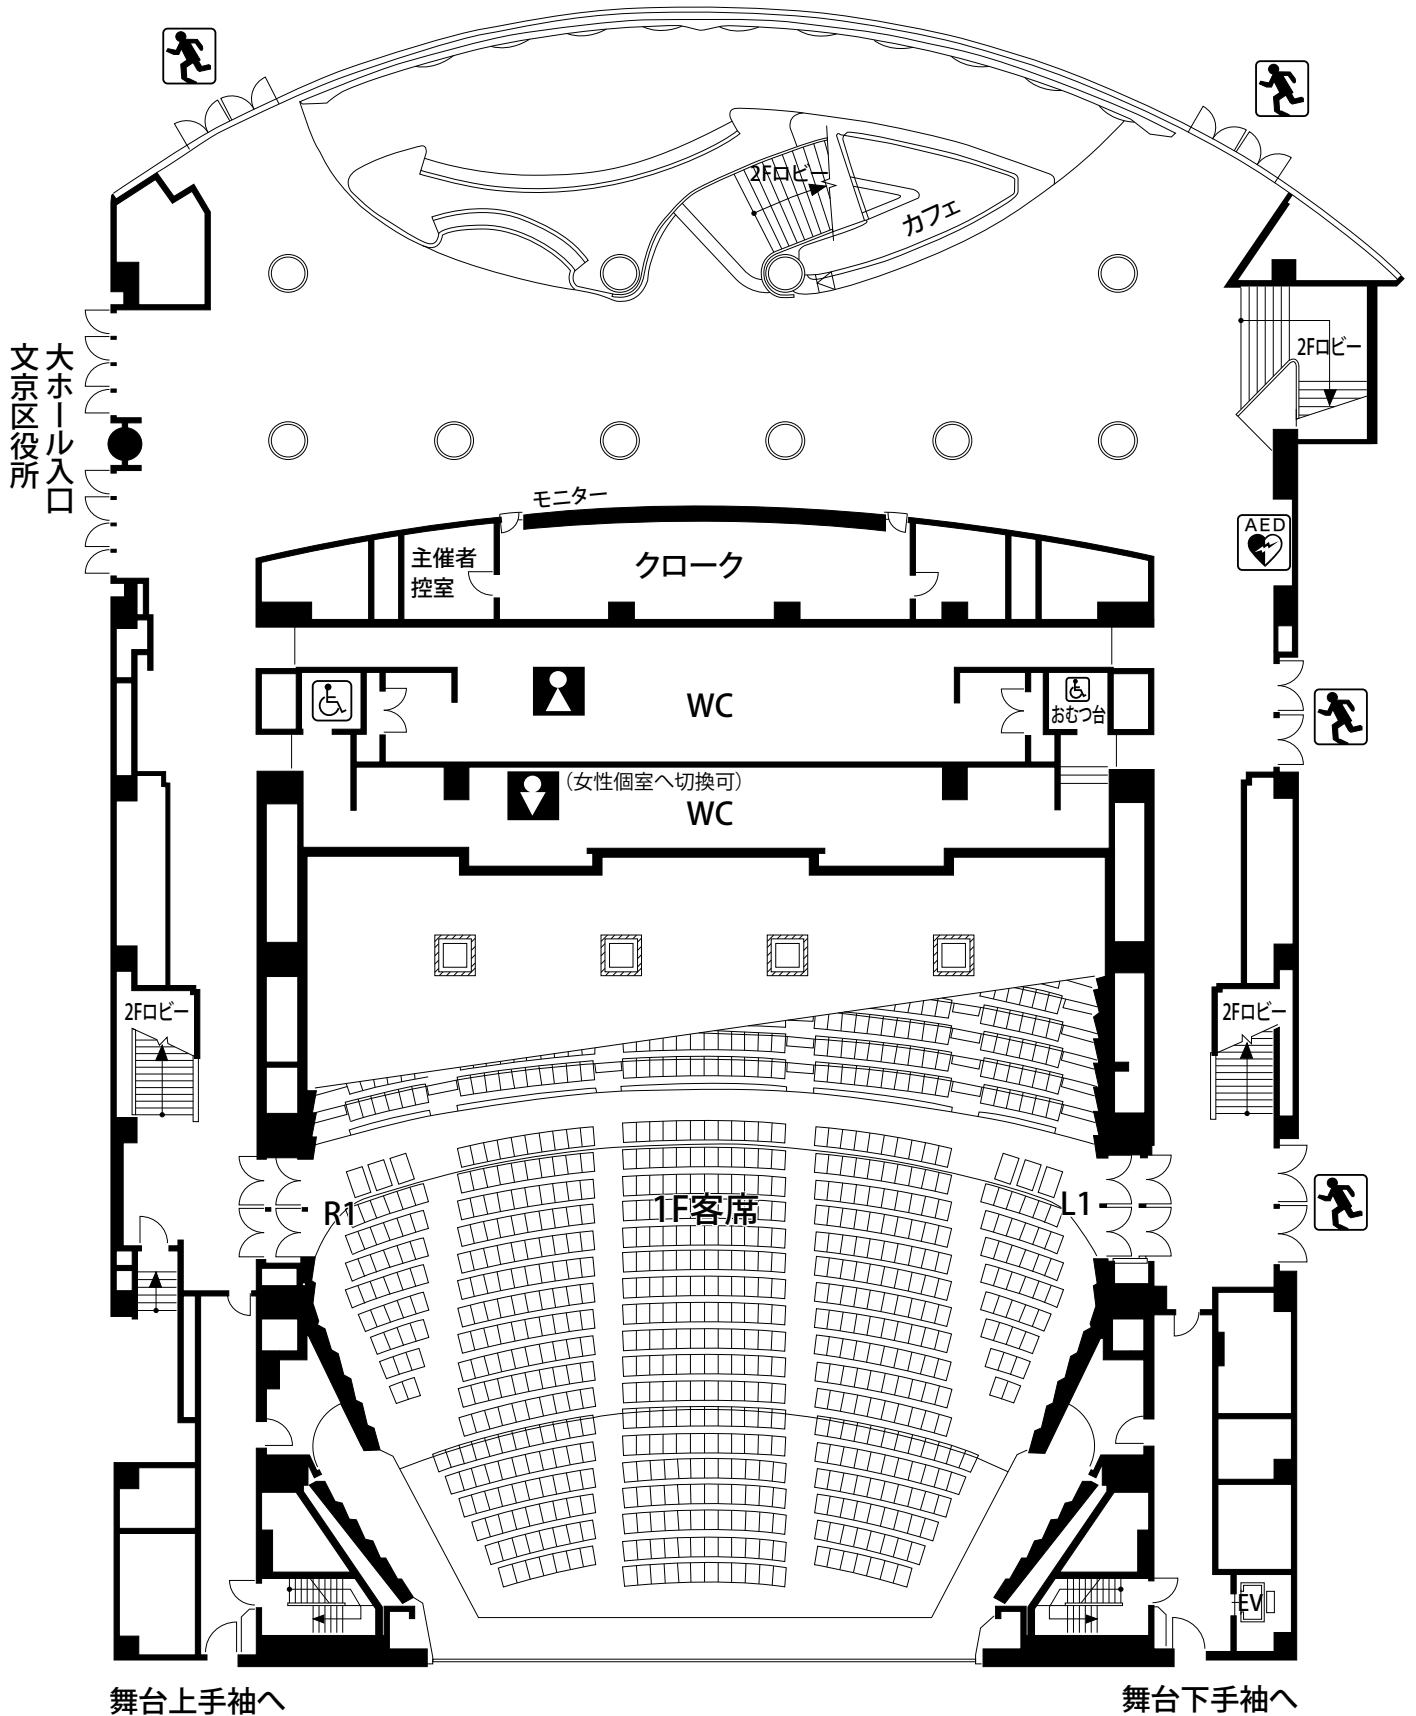 2Fロビー
カフェ
2Fロビー
大ホール入口
文京区役所
モニター
AED
主催者
控室
クローク
WC
おむつ台
(女性個室へ切換可)
WC
2Fロビー
2Fロビー
R1
1F客席
L1
EV
舞台上手袖へ
舞台下手袖へ